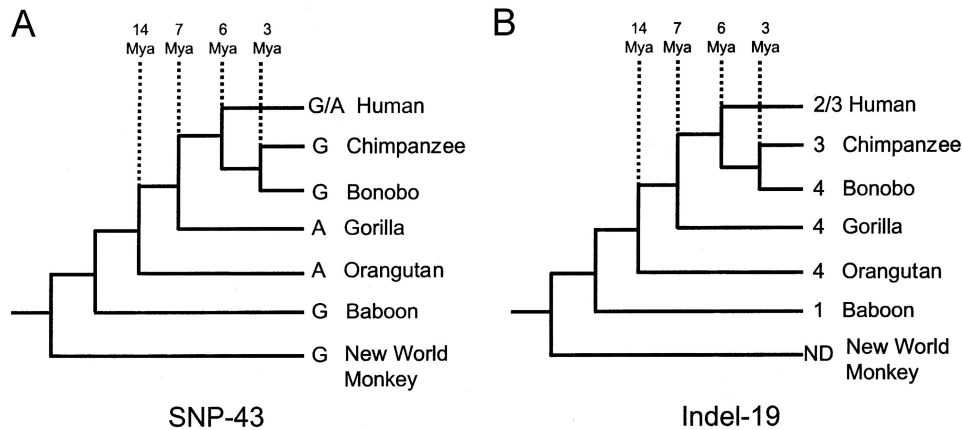 A
14 7 6 3
Mya Mya Mya Mya
G/A Human
G Chimpanzee
G Bonobo
A Gorilla
A Orangutan
G Baboon
G New World
Monkey
SNP-43
B
14 7 6 3
Mya Mya Mya Mya
2/3 Human
3 Chimpanzee
4 Bonobo
4 Gorilla
4 Orangutan
1 Baboon
ND New World
Monkey
Indel-19